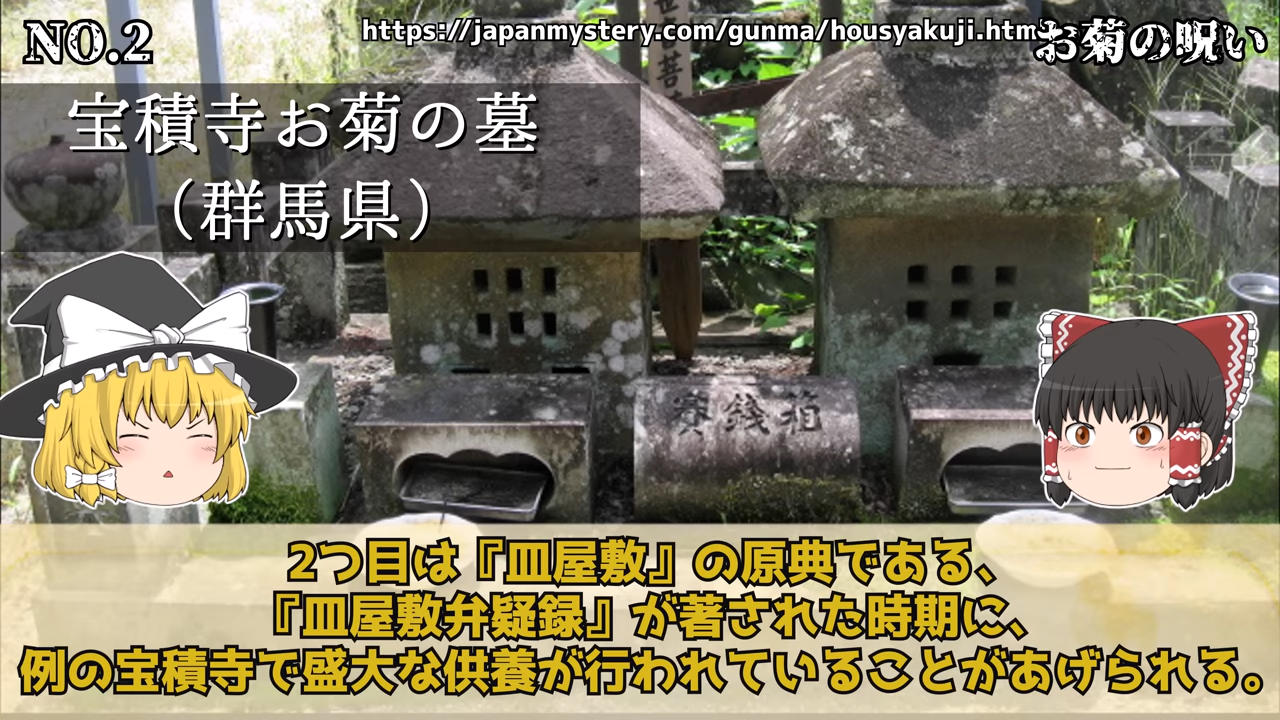 NO.2
https://japanmystery.com/gunma/housyakuji.htm
お菊の呪い
宝積寺お菊の墓
（群馬県）
賽銭箱
2つ目は『皿屋敷』の原典である、
『皿屋敷弁疑録』が著された時期に、
例の宝積寺で盛大な供養が行われていることがあげられる。